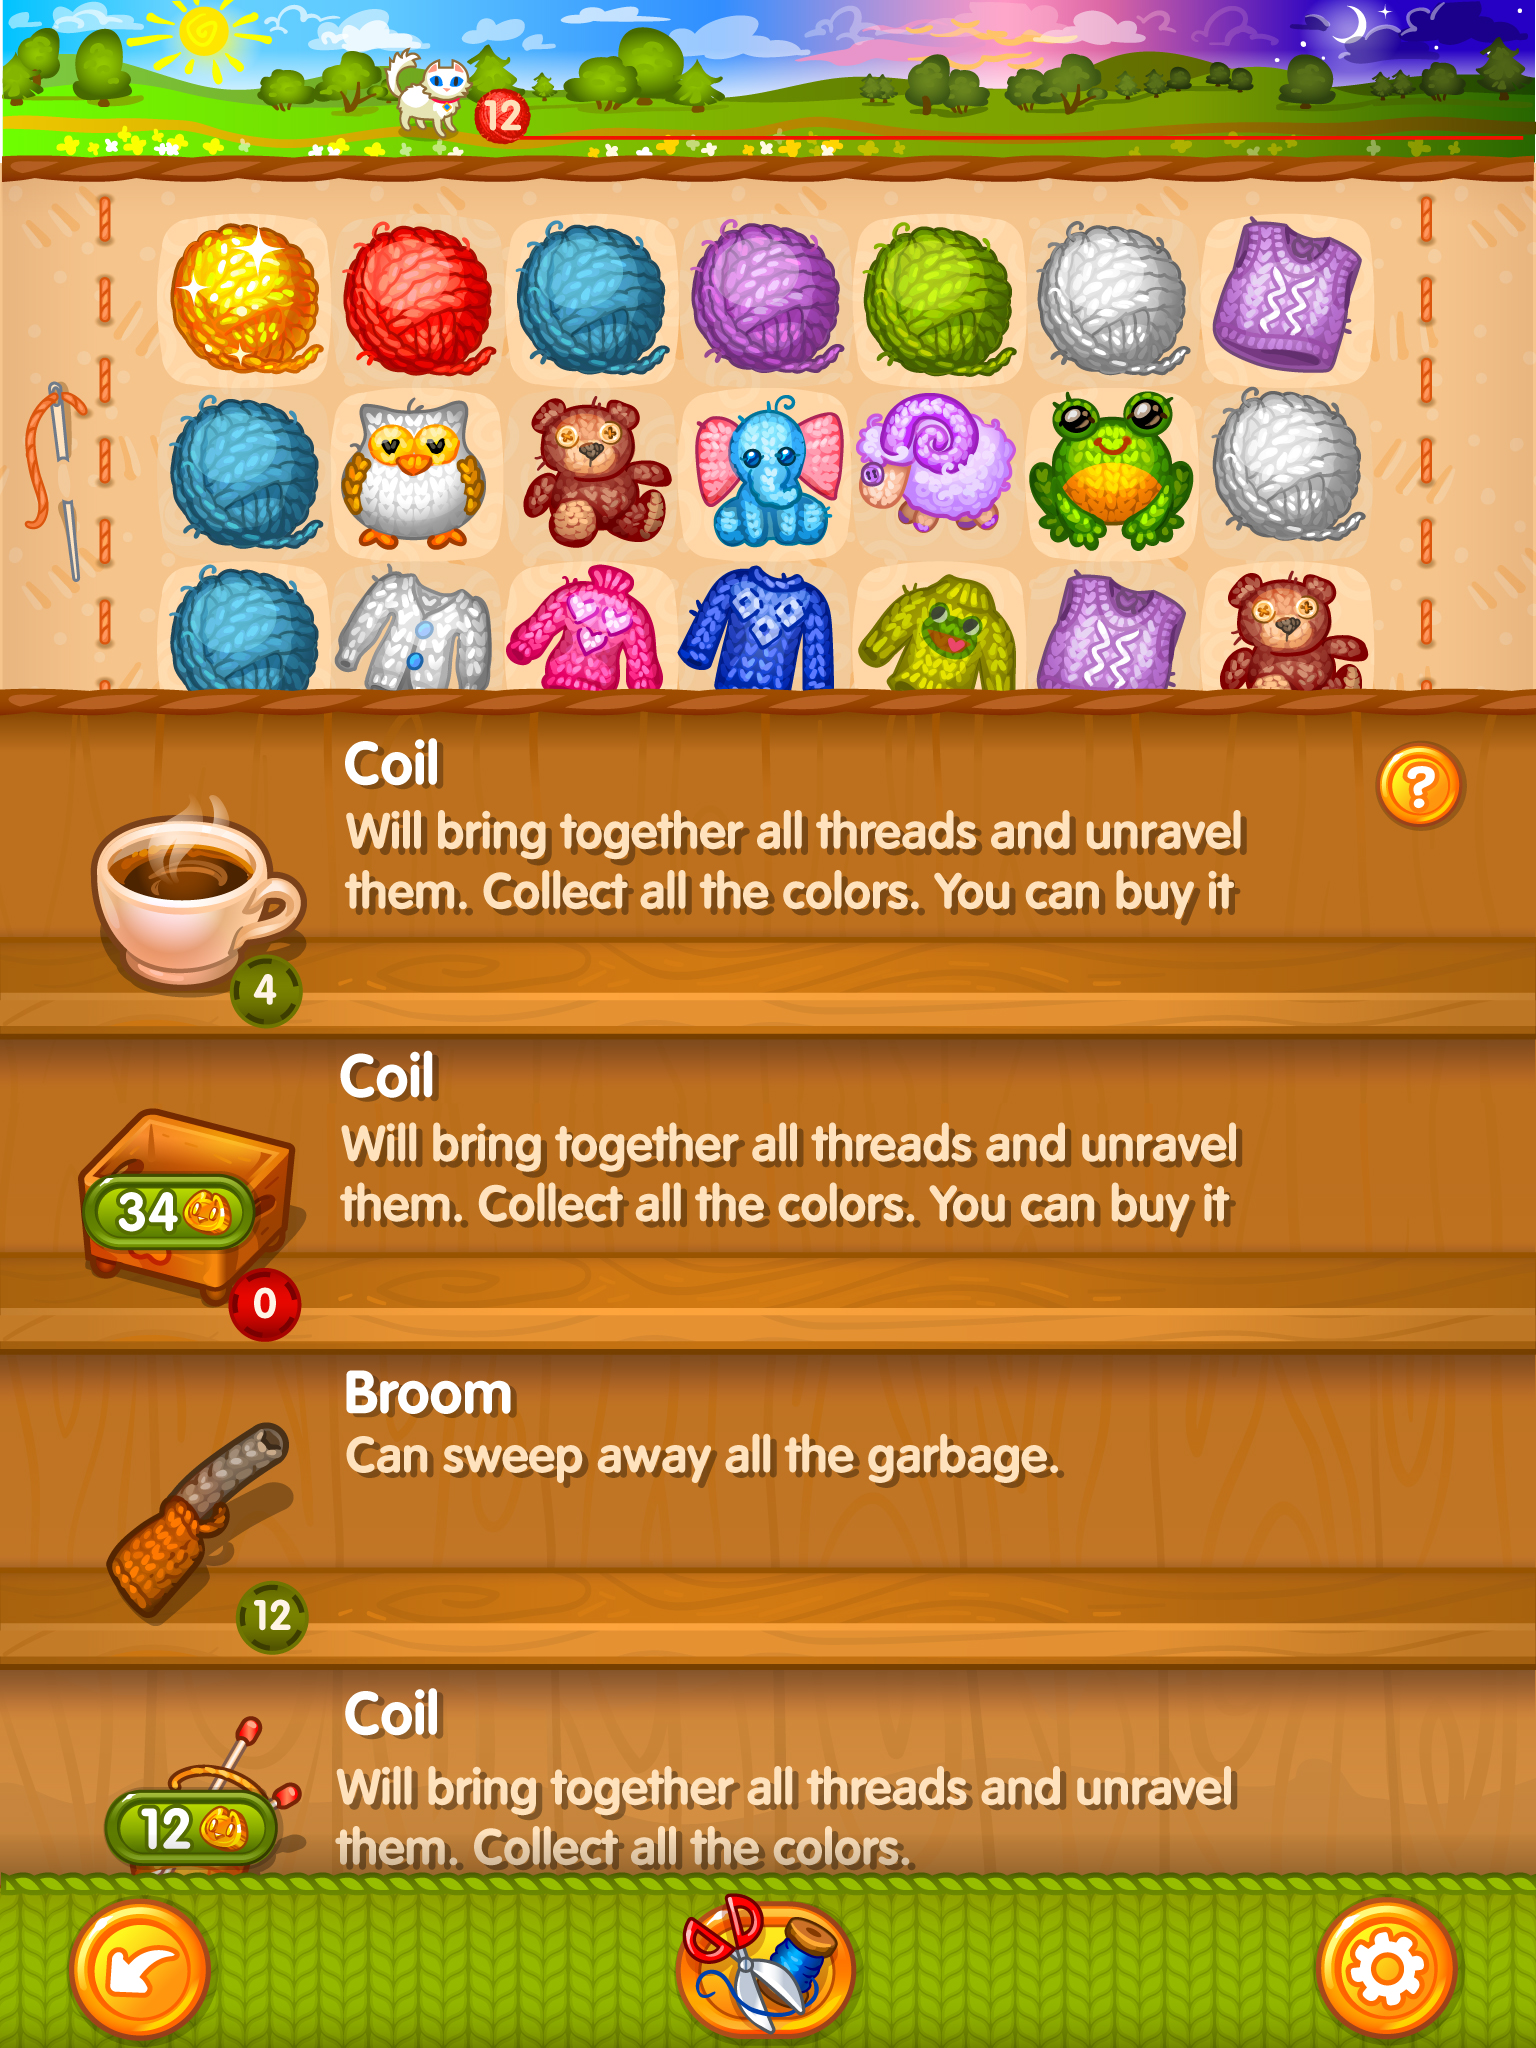 12
?
Coil
Will bring together all threads and unravel
them. Collect all the colors. You can buy it
4
Coil
Will bring together all threads and unravel
them. Collect all the colors. You can buy it
34
0
Broom
Can sweep away all the garbage.
12
Coil
Will bring together all threads and unravel
them. Collect all the colors.
12